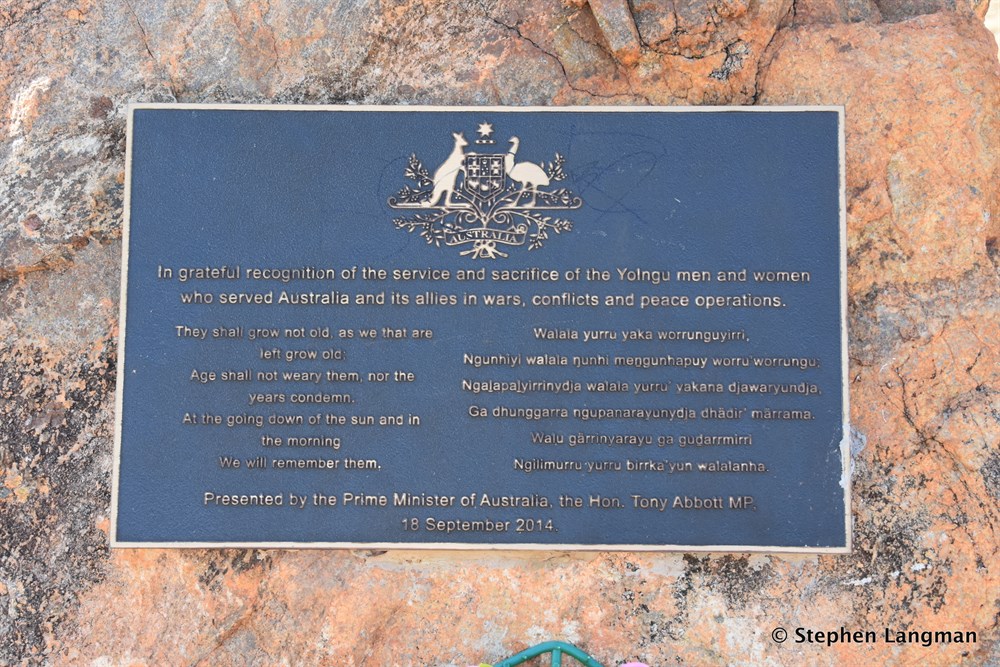 AUSTRALIA
In grateful recognition of the service and sacrifice of the Yolngu men and women
who served Australia and its allies in wars, conflicts and peace operations.
They shall grow not old, as we that are
left grow old;
Age shall not weary them, nor the
years condemn.
At the going down of the sun and in
the morning
We will remember them.
Walala yurru yaka worrunguyirri,
Ngunhiyi walala ṉunhi meṉgunhapuy worru'worrungu;
Ngaḻapaḻyirrinydja walala yurru' yakana djawaryundja,
Ga dhunggarra ngupanarayunydja dhädir' märrama.
Walu gärrinyarayu ga guḏarrmirri
Ngilimurru yurru birrka'yun walalanha.
Presented by the Prime Minister of Australia, the Hon. Tony Abbott MP.
18 September 2014.
© Stephen Langman